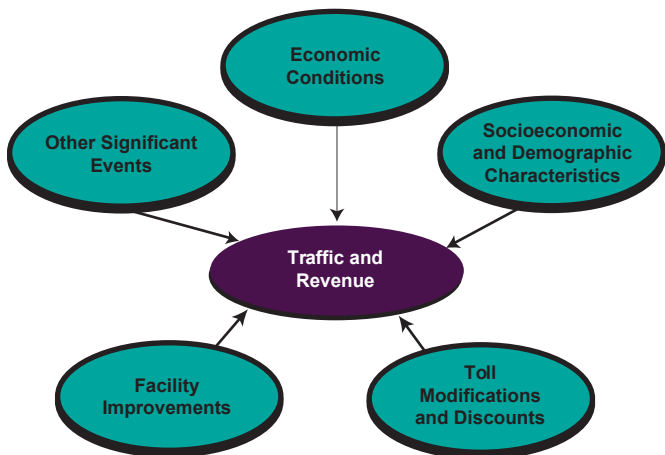 Economic
Conditions
Other Significant
Events
Socioeconomic
and Demographic
Characteristics
Traffic and
Revenue
Facility
Improvements
Toll
Modifications
and Discounts